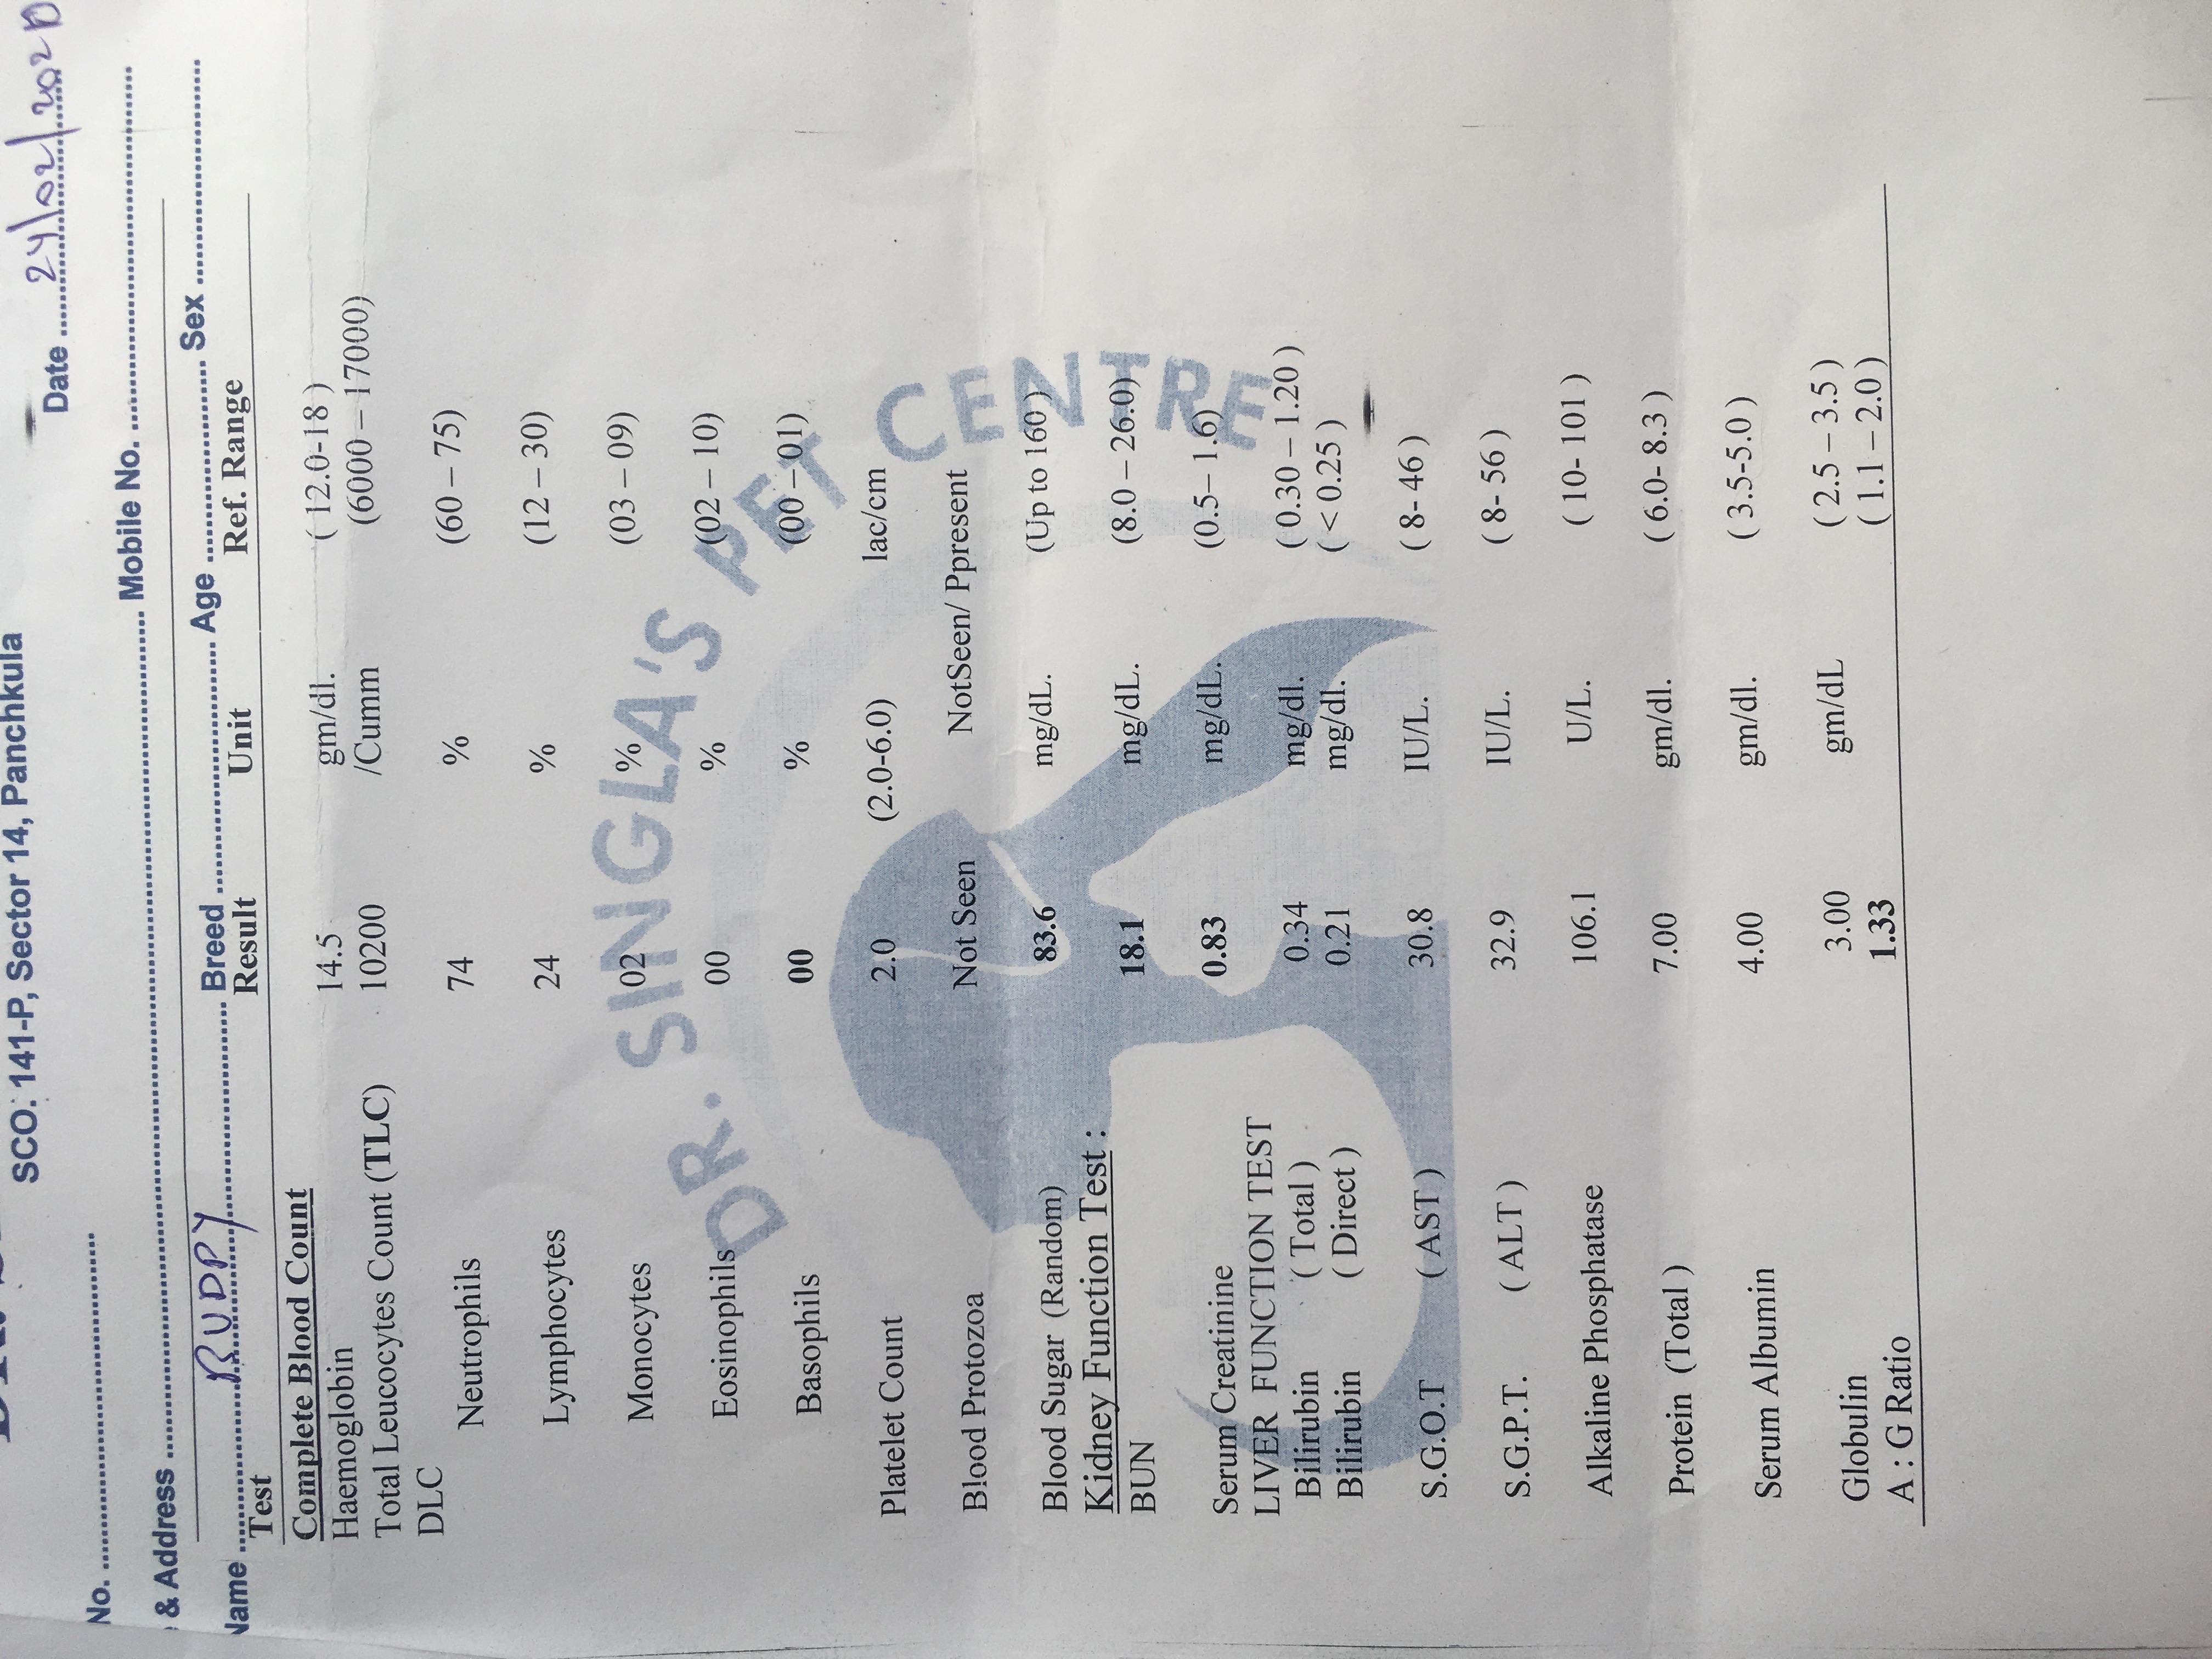 SCO: 141-P, Sector 14, Panchkula
No. .................... Date ..... 24/02/2020
& Address .................... Mobile No. ....................
Name .......... RUDPY .......... Breed .......... Age .......... Sex ..........
Test Result Unit Ref. Range
Complete Blood Count
Haemoglobin 14.5 gm/dl. ( 12.0-18 )
Total Leucocytes Count (TLC) 10200 /Cumm (6000 – 17000)
DLC
Neutrophils 74 % (60 – 75)
Lymphocytes 24 % (12 – 30)
Monocytes 02 % (03 – 09)
Eosinophils 00 % (02 – 10)
Basophils 00 % (00 – 01)
Platelet Count 2.0 (2.0-6.0) lac/cm
Blood Protozoa Not Seen NotSeen/ Ppresent
Blood Sugar (Random) 83.6 mg/dL. (Up to 160 )
Kidney Function Test :
BUN 18.1 mg/dL. (8.0 – 26.0)
Serum Creatinine 0.83 mg/dL. (0.5– 1.6)
LIVER FUNCTION TEST
Bilirubin ( Total ) 0.34 mg/dl. ( 0.30 – 1.20 )
Bilirubin ( Direct ) 0.21 mg/dl. ( < 0.25 )
S.G.O.T ( AST ) 30.8 IU/L. ( 8- 46 )
S.G.P.T. ( ALT ) 32.9 IU/L. ( 8- 56 )
Alkaline Phosphatase 106.1 U/L. ( 10- 101 )
Protein (Total ) 7.00 gm/dl. ( 6.0- 8.3 )
Serum Albumin 4.00 gm/dl. ( 3.5-5.0 )
Globulin 3.00 gm/dL ( 2.5 – 3.5 )
A : G Ratio 1.33 ( 1.1 – 2.0 )
DR. SINGLA'S PET CENTRE